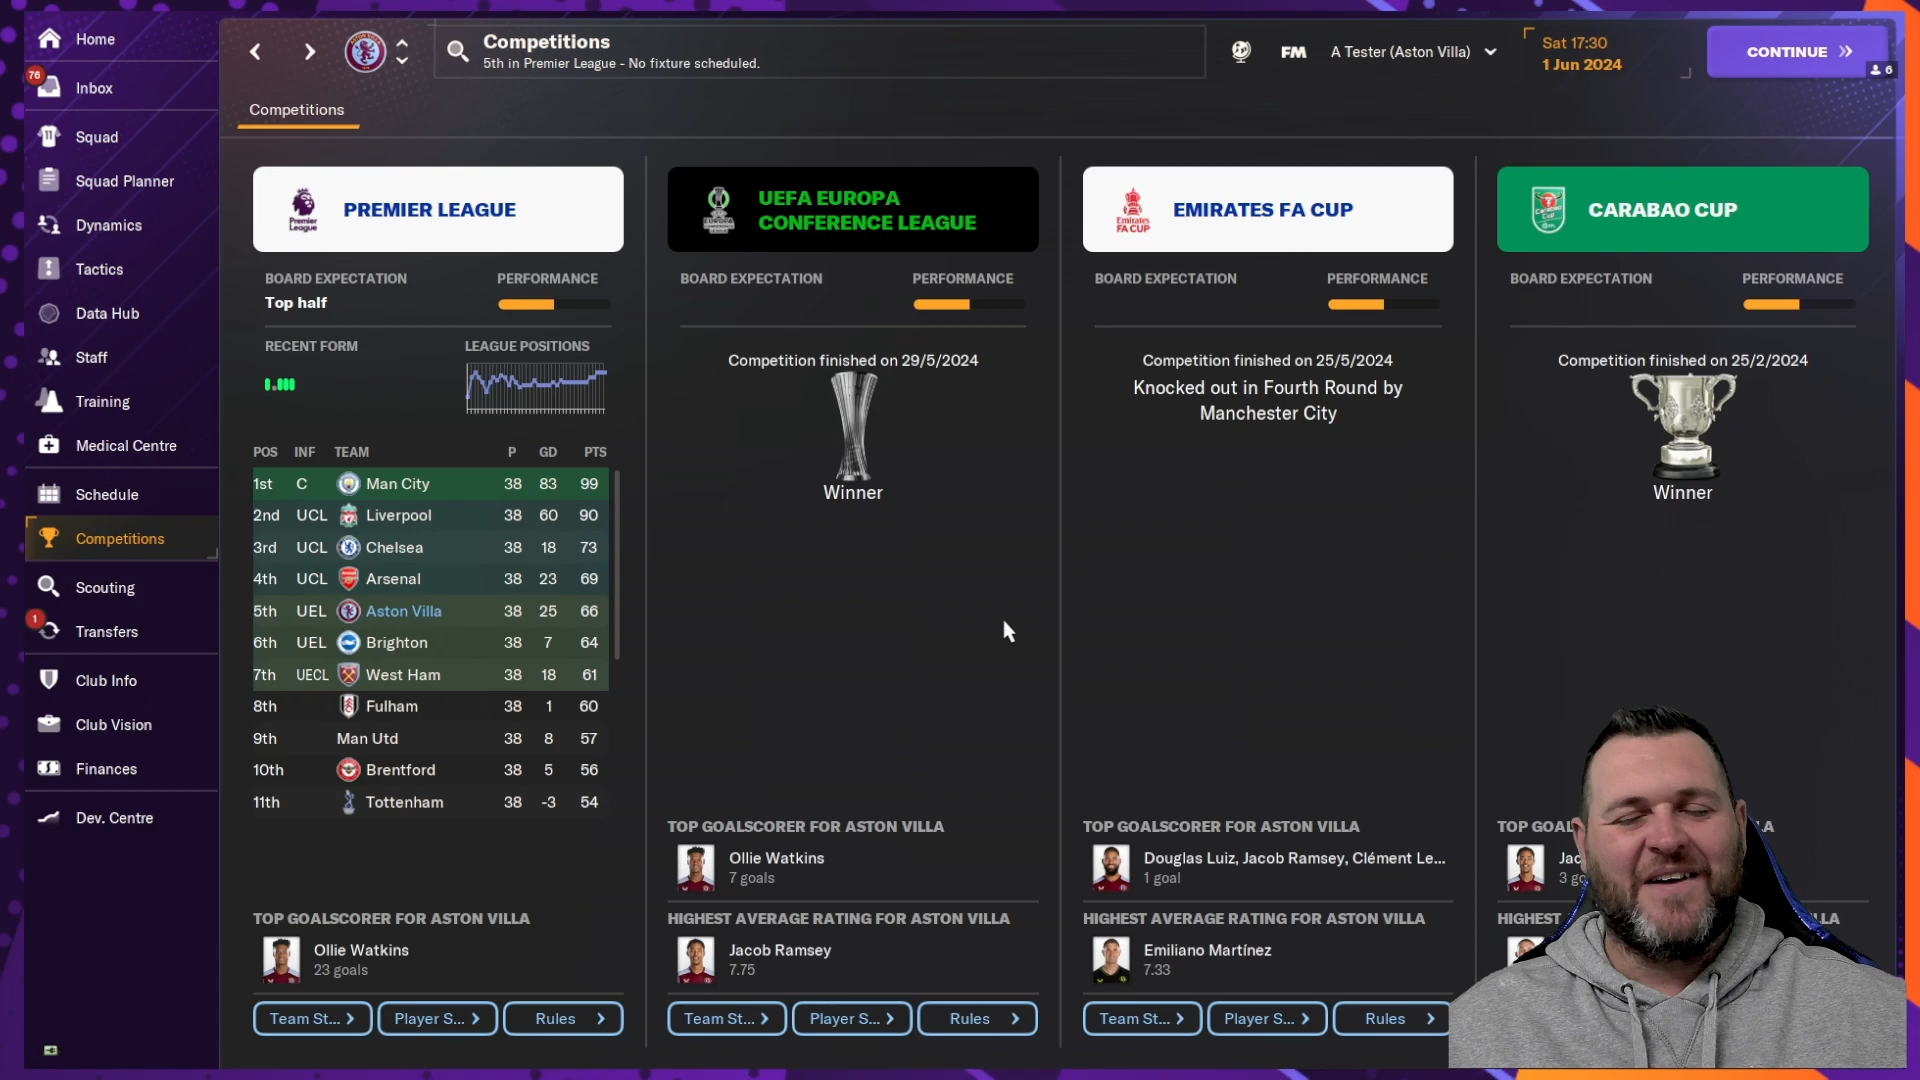 Home
76
Inbox
Squad
Squad Planner
Dynamics
Tactics
Data Hub
Staff
Training
Medical Centre
Schedule
Competitions
Scouting
1
Transfers
Club Info
Club Vision
Finances
Dev. Centre
Competitions
5th in Premier League - No fixture scheduled.
FM
A Tester (Aston Villa)
Sat 17:30
1 Jun 2024
CONTINUE
6
Competitions
Premier League
PREMIER LEAGUE
BOARD EXPECTATION PERFORMANCE
Top half
RECENT FORM LEAGUE POSITIONS
POS INF TEAM P GD PTS
1st C Man City 38 83 99
2nd UCL Liverpool 38 60 90
3rd UCL Chelsea 38 18 73
4th UCL Arsenal 38 23 69
5th UEL Aston Villa 38 25 66
6th UEL Brighton 38 7 64
7th UECL West Ham 38 18 61
8th Fulham 38 1 60
9th Man Utd 38 8 57
10th Brentford 38 5 56
11th Tottenham 38 -3 54
TOP GOALSCORER FOR ASTON VILLA
Ollie Watkins
23 goals
Team St... Player S... Rules
UEFA EUROPA
CONFERENCE LEAGUE
BOARD EXPECTATION PERFORMANCE
Competition finished on 29/5/2024
Winner
TOP GOALSCORER FOR ASTON VILLA
Ollie Watkins
7 goals
HIGHEST AVERAGE RATING FOR ASTON VILLA
Jacob Ramsey
7.75
Team St... Player S... Rules
Emirates
FA CUP
EMIRATES FA CUP
BOARD EXPECTATION PERFORMANCE
Competition finished on 25/5/2024
Knocked out in Fourth Round by
Manchester City
TOP GOALSCORER FOR ASTON VILLA
Douglas Luiz, Jacob Ramsey, Clément Le...
1 goal
HIGHEST AVERAGE RATING FOR ASTON VILLA
Emiliano Martínez
7.33
Team St... Player S... Rules
CARABAO CUP
BOARD EXPECTATION PERFORMANCE
Competition finished on 25/2/2024
Winner
TOP GOAL
Jac
3 go
HIGHEST